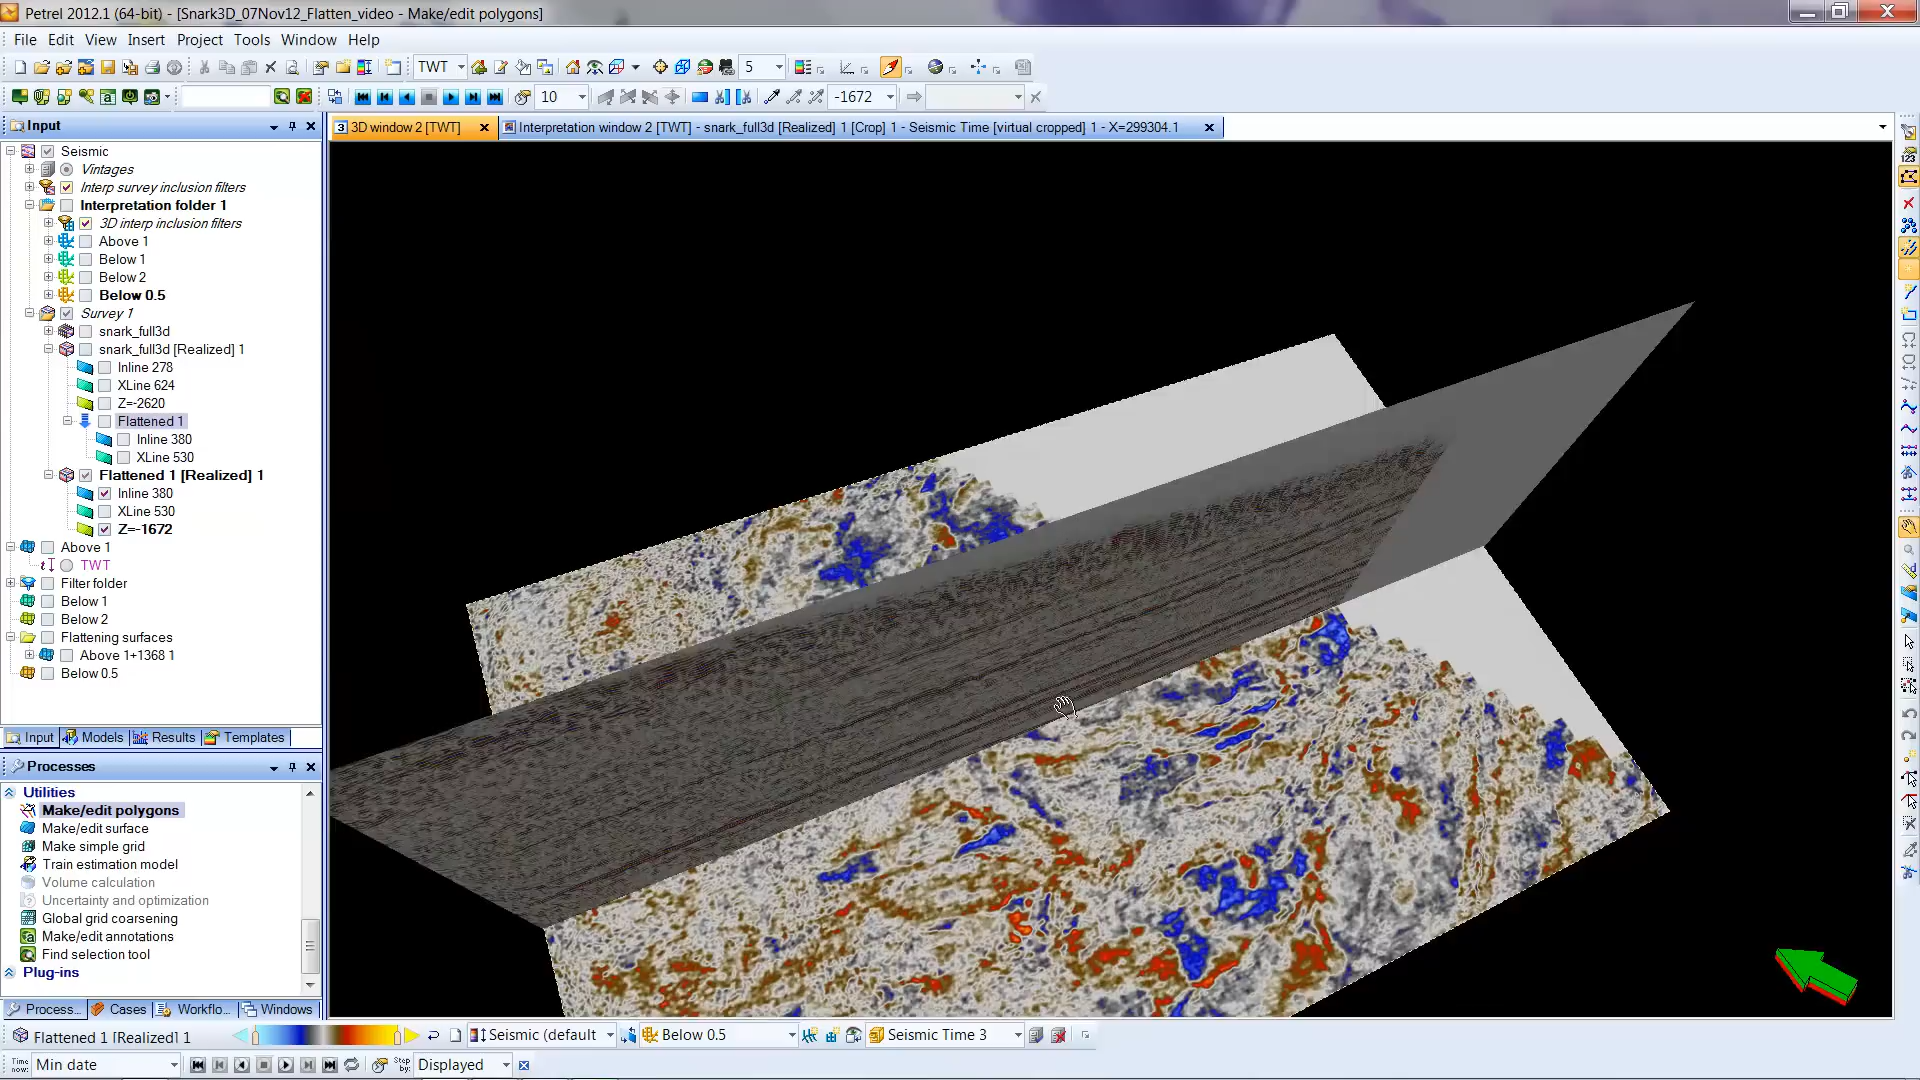 Petrel 2012.1 (64-bit) - [Snark3D_07Nov12_Flatten_video - Make/edit polygons]
File Edit View Insert Project Tools Window Help
TWT 5
10 -1672
Input
3 3D window 2 [TWT] Interpretation window 2 [TWT] - snark_full3d [Realized] 1 [Crop] 1 - Seismic Time [virtual cropped] 1 - X=299304.1
Seismic
Vintages
Interp survey inclusion filters
Interpretation folder 1
3D interp inclusion filters
Above 1
Below 1
Below 2
Below 0.5
Survey 1
snark_full3d
snark_full3d [Realized] 1
Inline 278
XLine 624
Z=-2620
Flattened 1
Inline 380
XLine 530
Flattened 1 [Realized] 1
Inline 380
XLine 530
Z=-1672
Above 1
TWT
Filter folder
Below 1
Below 2
Flattening surfaces
Above 1+1368 1
Below 0.5
Input Models Results Templates
Processes
Utilities
Make/edit polygons
Make/edit surface
Make simple grid
Train estimation model
Volume calculation
Uncertainty and optimization
Global grid coarsening
Make/edit annotations
Find selection tool
Plug-ins
Process... Cases Workflo... Windows
Flattened 1 [Realized] 1 Seismic (default Below 0.5 Seismic Time 3
Time now: Min date Step by: Displayed
123